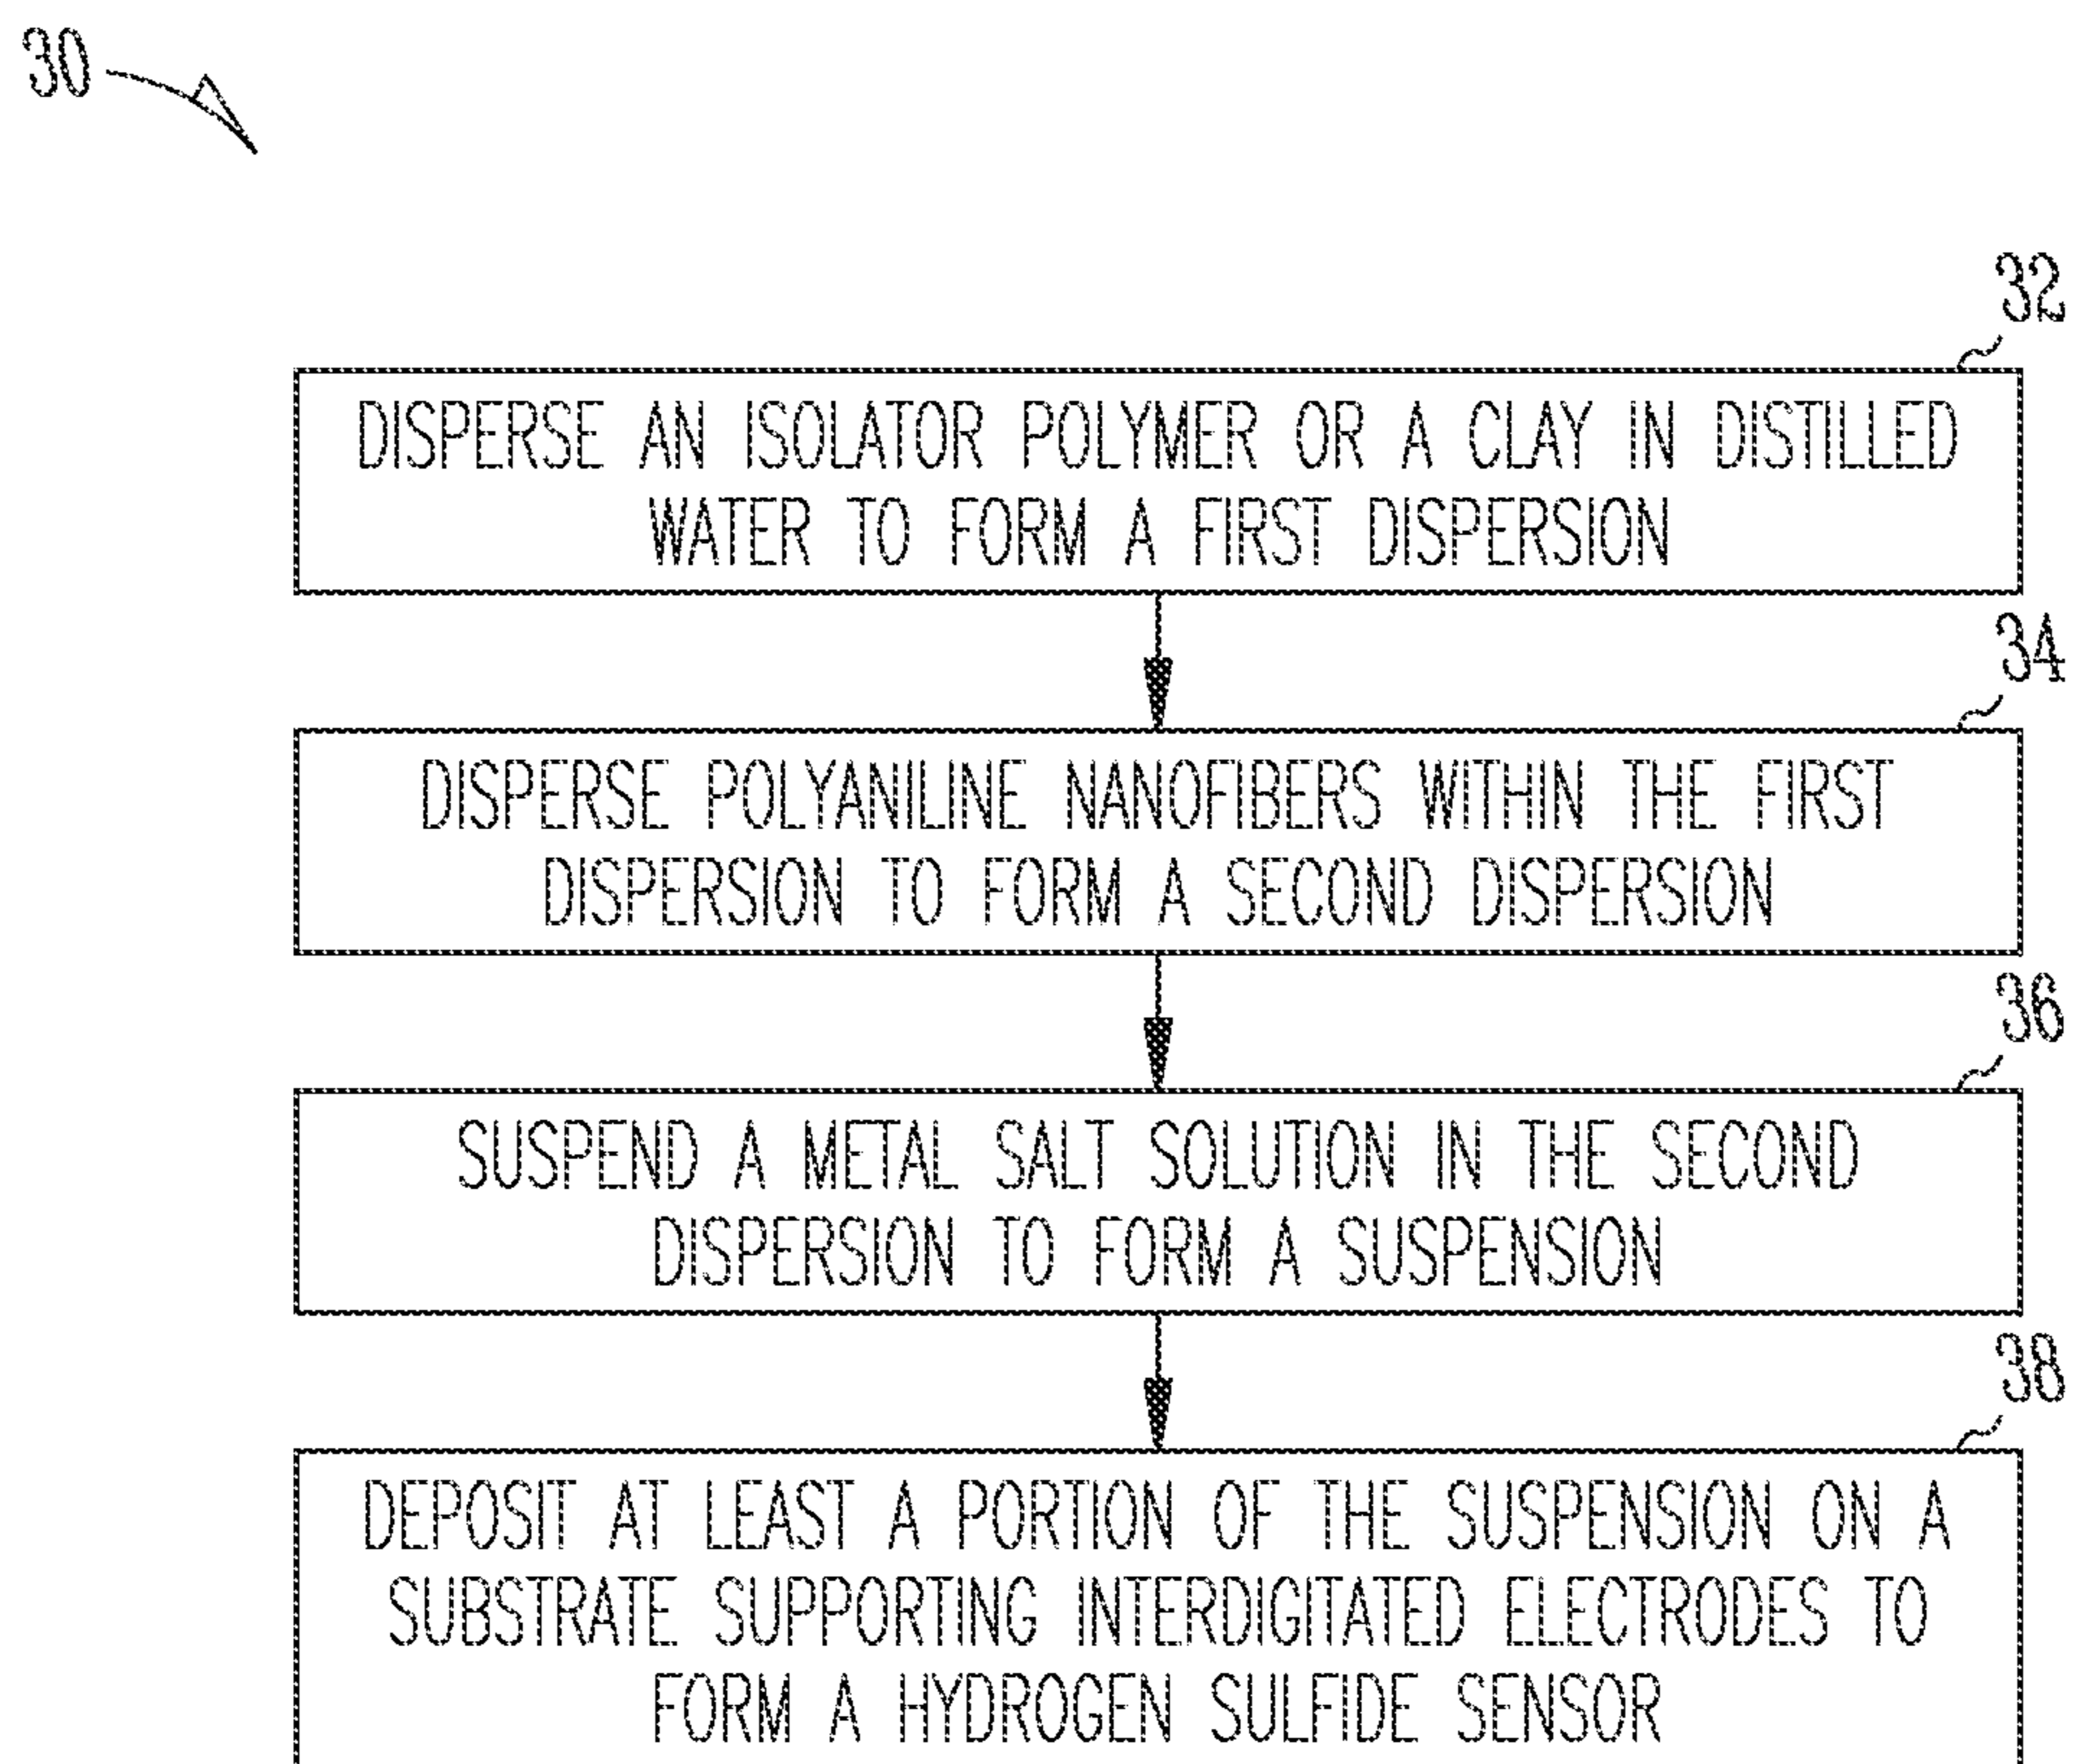 30
32
DISPERSE AN ISOLATOR POLYMER OR A CLAY IN DISTILLED
WATER TO FORM A FIRST DISPERSION
34
DISPERSE POLYANILINE NANOFIBERS WITHIN THE FIRST
DISPERSION TO FORM A SECOND DISPERSION
36
SUSPEND A METAL SALT SOLUTION IN THE SECOND
DISPERSION TO FORM A SUSPENSION
38
DEPOSIT AT LEAST A PORTION OF THE SUSPENSION ON A
SUBSTRATE SUPPORTING INTERDIGITATED ELECTRODES TO
FORM A HYDROGEN SULFIDE SENSOR